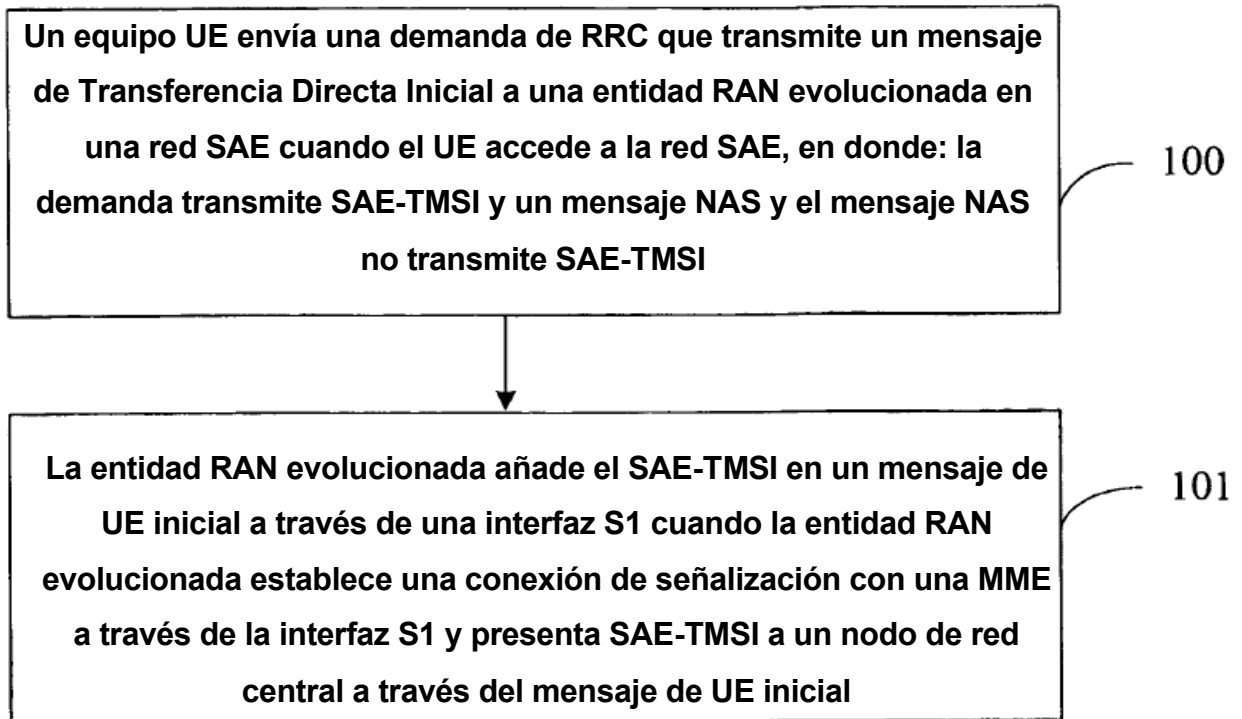 Un equipo UE envía una demanda de RRC que transmite un mensaje
de Transferencia Directa Inicial a una entidad RAN evolucionada en
una red SAE cuando el UE accede a la red SAE, en donde: la
demanda transmite SAE-TMSI y un mensaje NAS y el mensaje NAS
no transmite SAE-TMSI
100
La entidad RAN evolucionada añade el SAE-TMSI en un mensaje de
UE inicial a través de una interfaz S1 cuando la entidad RAN
evolucionada establece una conexión de señalización con una MME
a través de la interfaz S1 y presenta SAE-TMSI a un nodo de red
central a través del mensaje de UE inicial
101